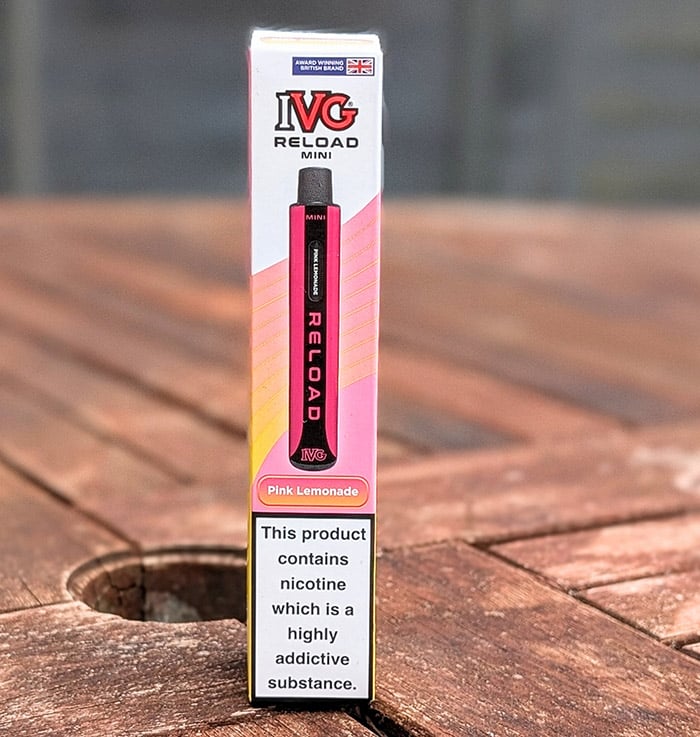 AWARD WINNING
BRITISH BRAND
IVG®
RELOAD
MINI
MINI
PINK LEMONADE
RELOAD
IVG
Pink Lemonade
This product
contains
nicotine
which is a
highly
addictive
substance.